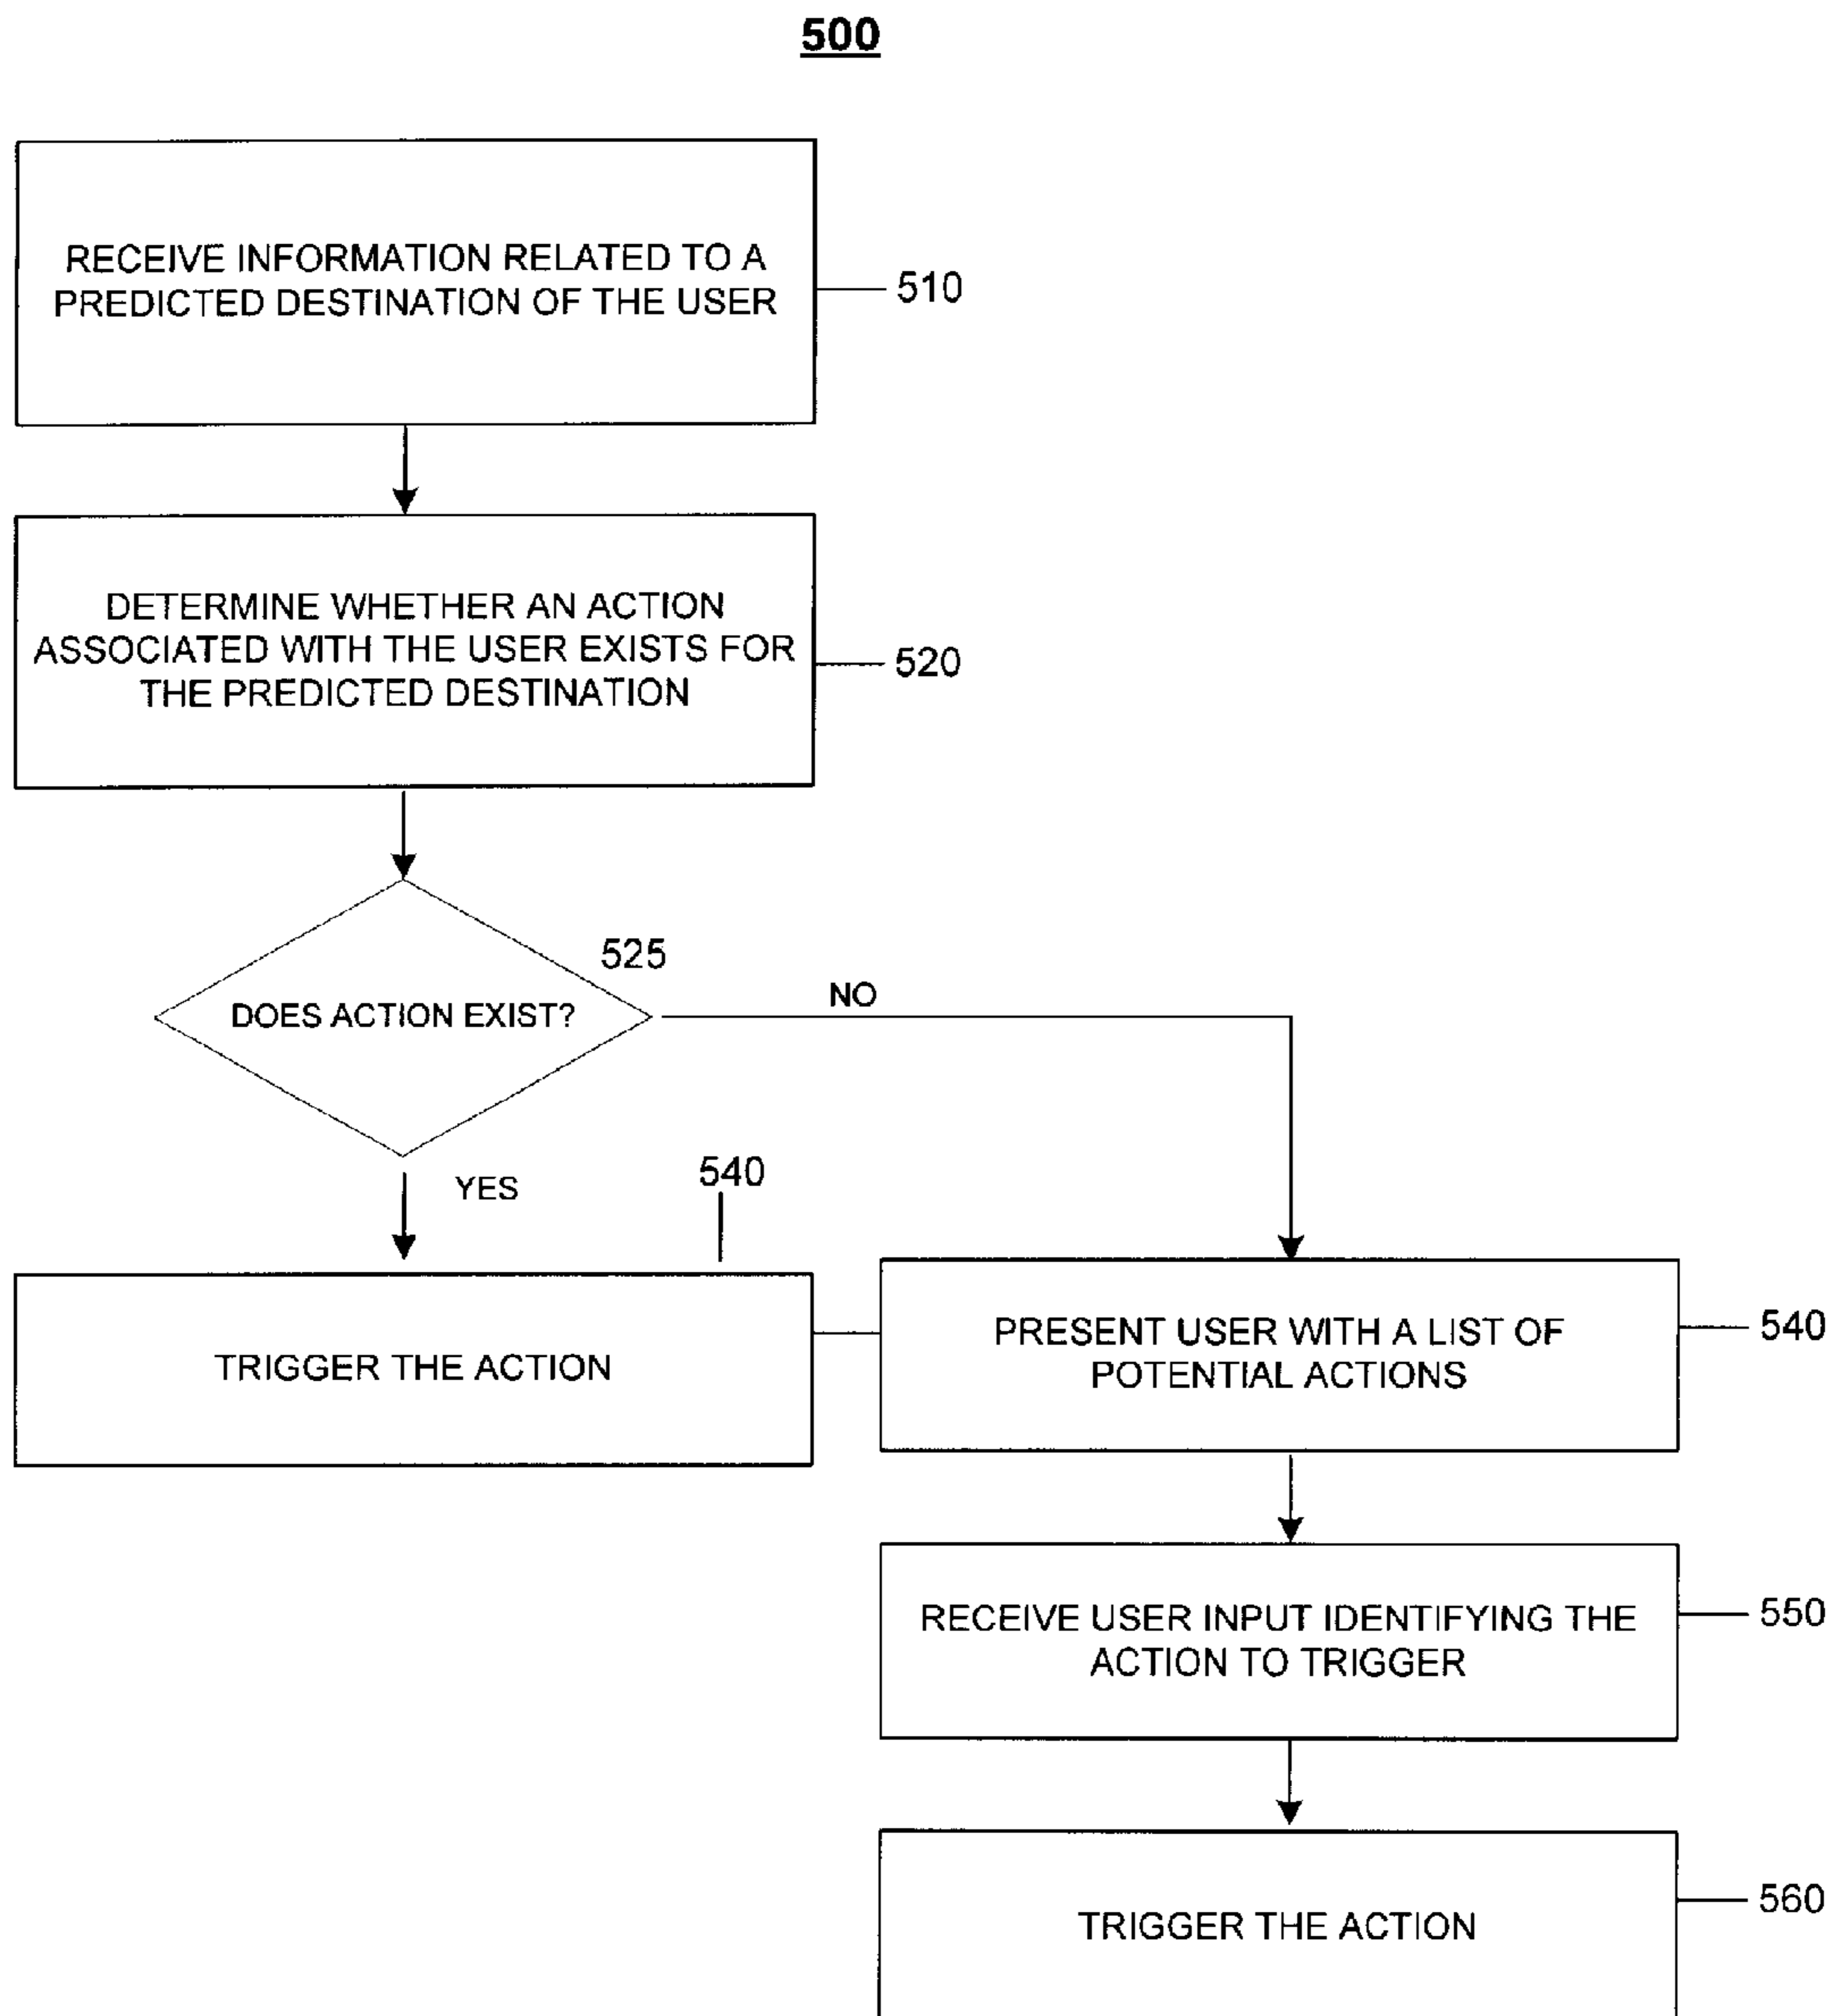 500
RECEIVE INFORMATION RELATED TO A
PREDICTED DESTINATION OF THE USER
510
DETERMINE WHETHER AN ACTION
ASSOCIATED WITH THE USER EXISTS FOR
THE PREDICTED DESTINATION
520
525
DOES ACTION EXIST?
NO
YES
540
TRIGGER THE ACTION
PRESENT USER WITH A LIST OF
POTENTIAL ACTIONS
540
RECEIVE USER INPUT IDENTIFYING THE
ACTION TO TRIGGER
550
TRIGGER THE ACTION
560